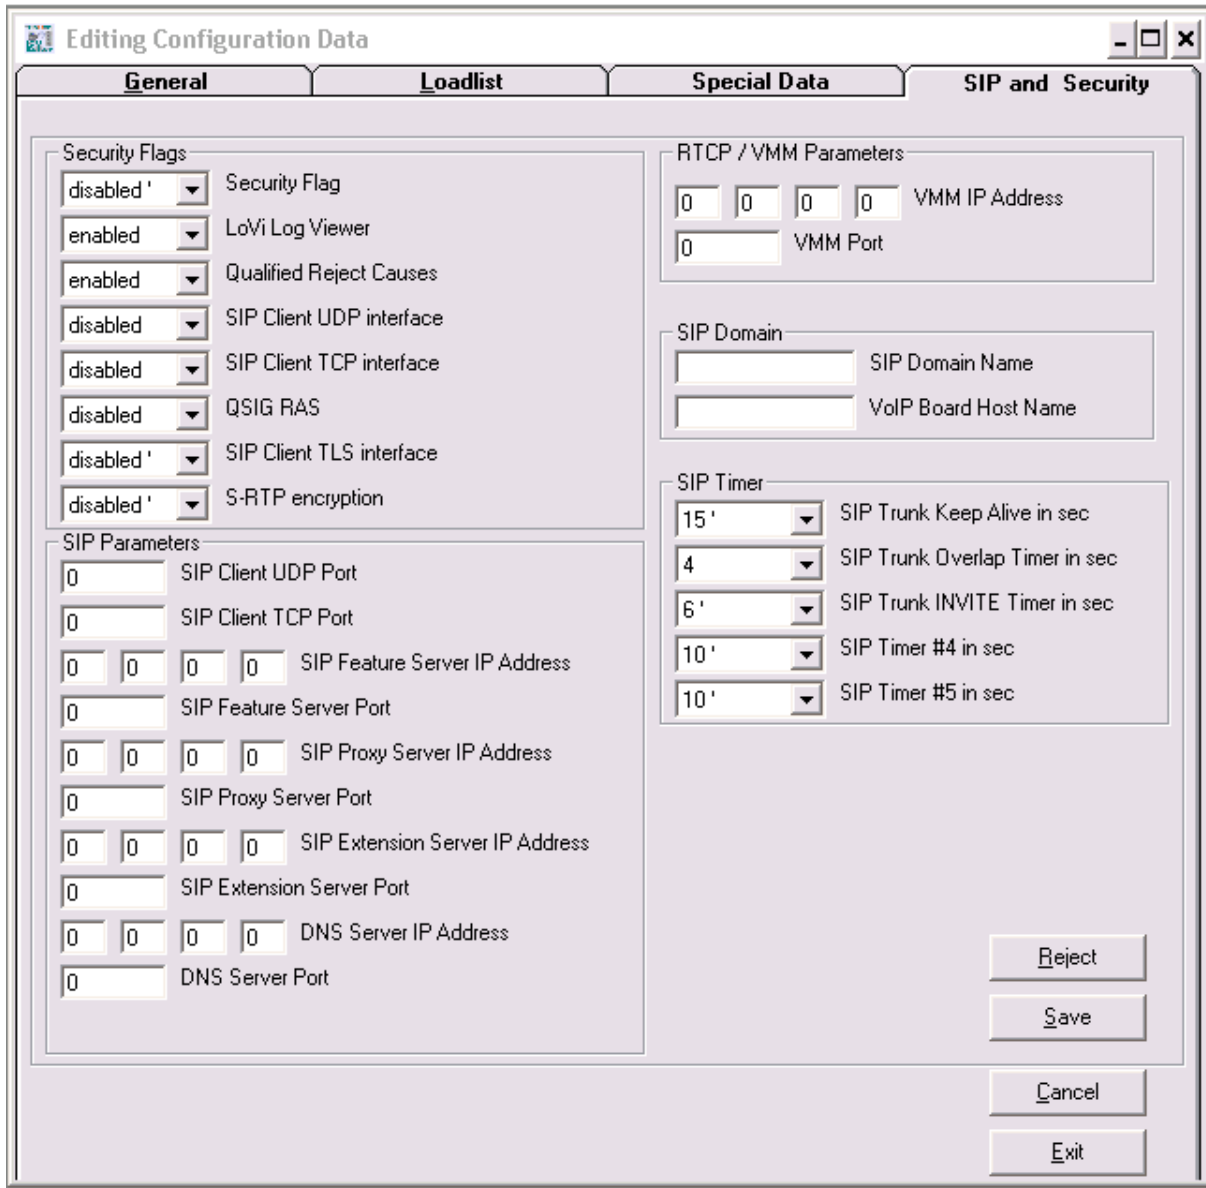 Editing Configuration Data
General
Loadlist
Special Data
SIP and Security
Security Flags
disabled ' Security Flag
enabled LoVi Log Viewer
enabled Qualified Reject Causes
disabled SIP Client UDP interface
disabled SIP Client TCP interface
disabled QSIG RAS
disabled ' SIP Client TLS interface
disabled ' S-RTP encryption
SIP Parameters
0 SIP Client UDP Port
0 SIP Client TCP Port
0 0 0 0 SIP Feature Server IP Address
0 SIP Feature Server Port
0 0 0 0 SIP Proxy Server IP Address
0 SIP Proxy Server Port
0 0 0 0 SIP Extension Server IP Address
0 SIP Extension Server Port
0 0 0 0 DNS Server IP Address
0 DNS Server Port
RTCP / VMM Parameters
0 0 0 0 VMM IP Address
0 VMM Port
SIP Domain
SIP Domain Name
VoIP Board Host Name
SIP Timer
15 ' SIP Trunk Keep Alive in sec
4 SIP Trunk Overlap Timer in sec
6 ' SIP Trunk INVITE Timer in sec
10 ' SIP Timer #4 in sec
10 ' SIP Timer #5 in sec
Reject
Save
Cancel
Exit